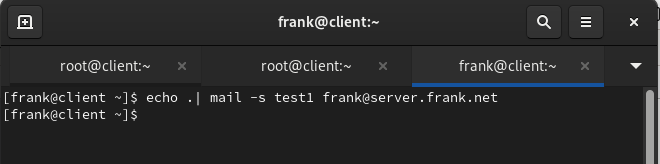 frank@client:~
root@client:~
root@client:~
frank@client:~
[frank@client ~]$ echo .| mail -s test1 frank@server.frank.net
[frank@client ~]$